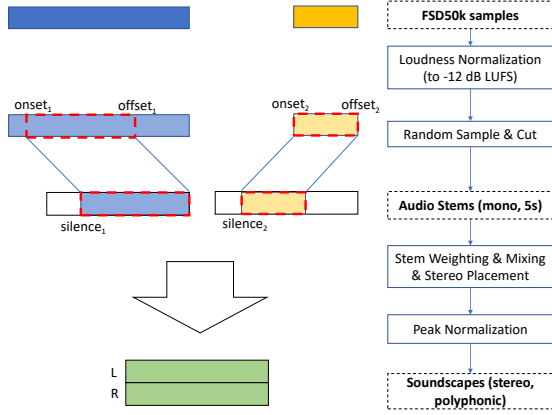 FSD50k samples
Loudness Normalization
(to -12 dB LUFS)
onset₁
offset₁
onset₂
offset₂
Random Sample & Cut
silence₁
silence₂
Audio Stems (mono, 5s)
Stem Weighting & Mixing
& Stereo Placement
Peak Normalization
L
R
Soundscapes (stereo,
polyphonic)